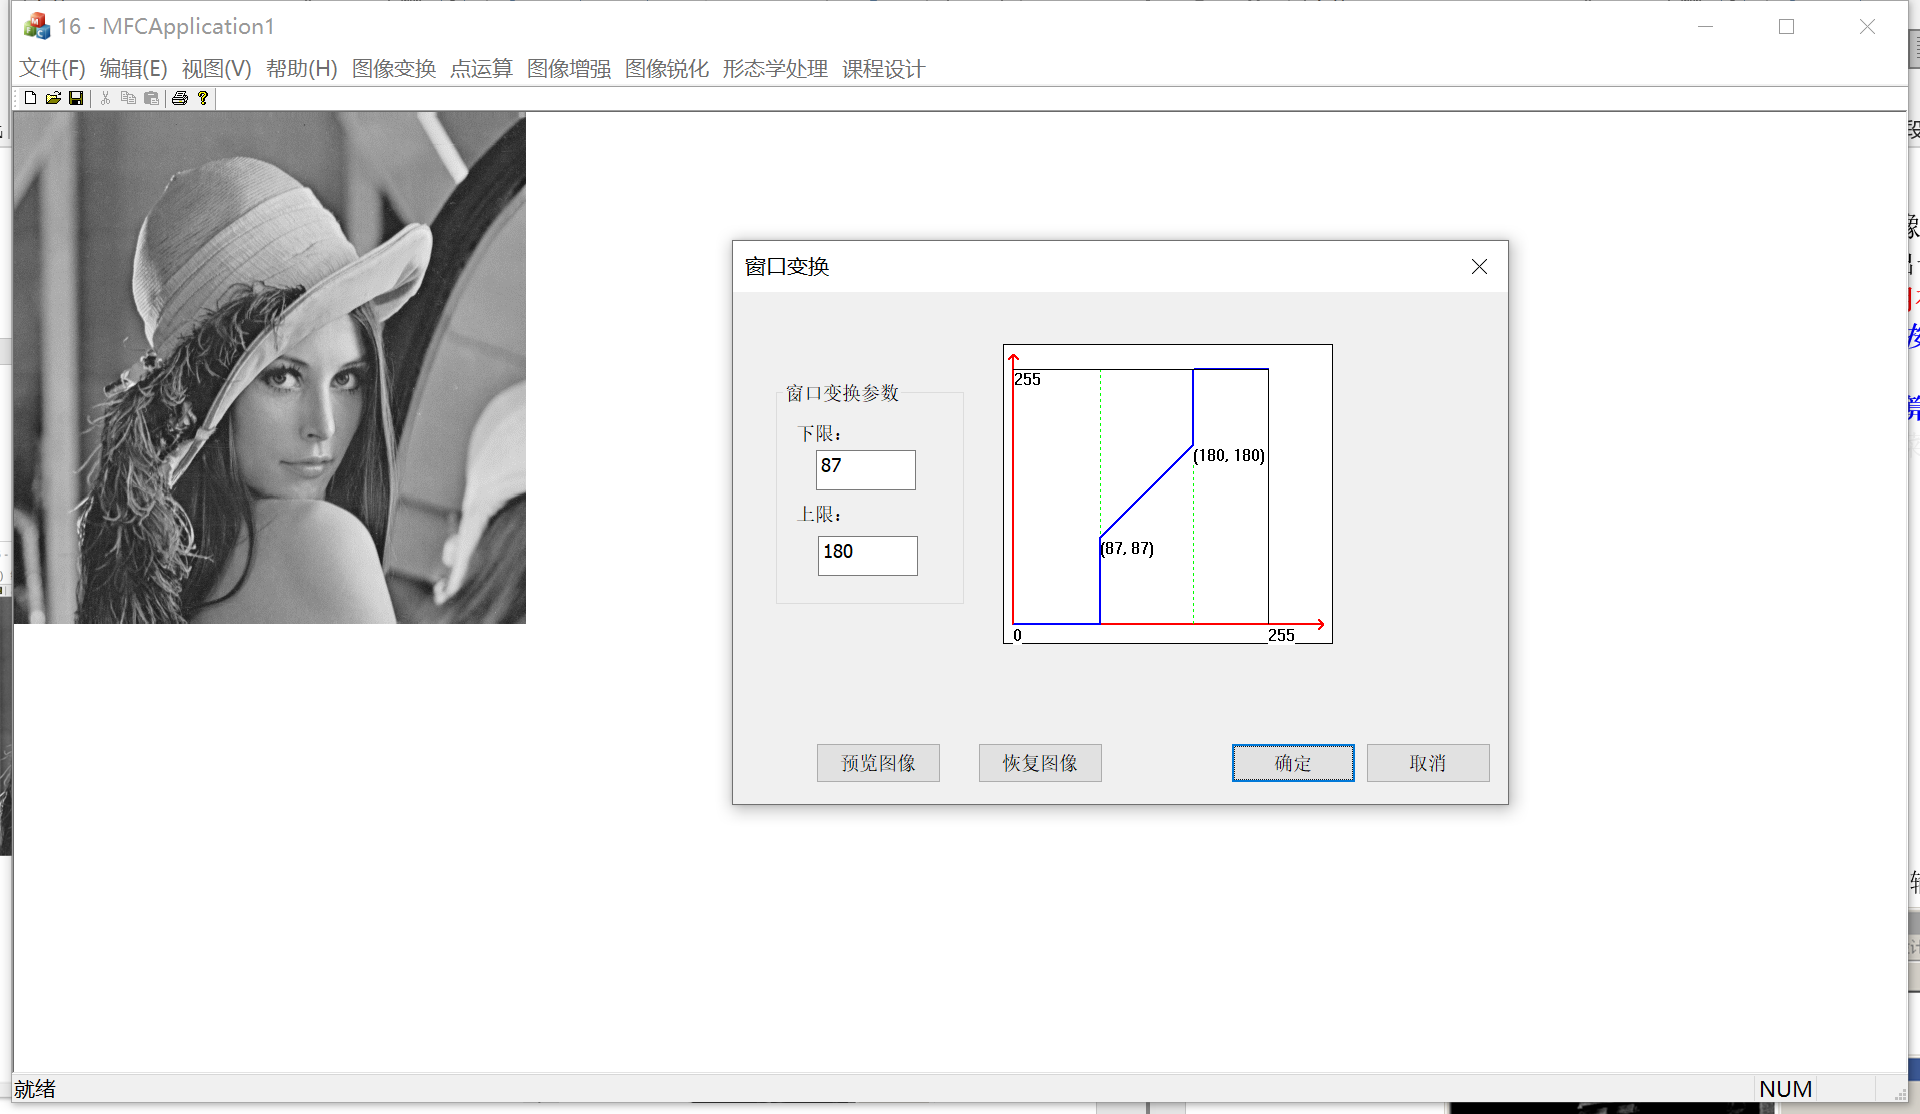 16 - MFCApplication1
文件(F) 编辑(E) 视图(V) 帮助(H) 图像变换 点运算 图像增强 图像锐化 形态学处理 课程设计
窗口变换
窗口变换参数
下限：
87
上限：
180
255
(180, 180)
(87, 87)
0
255
预览图像
恢复图像
确定
取消
就绪
NUM
段
像
算